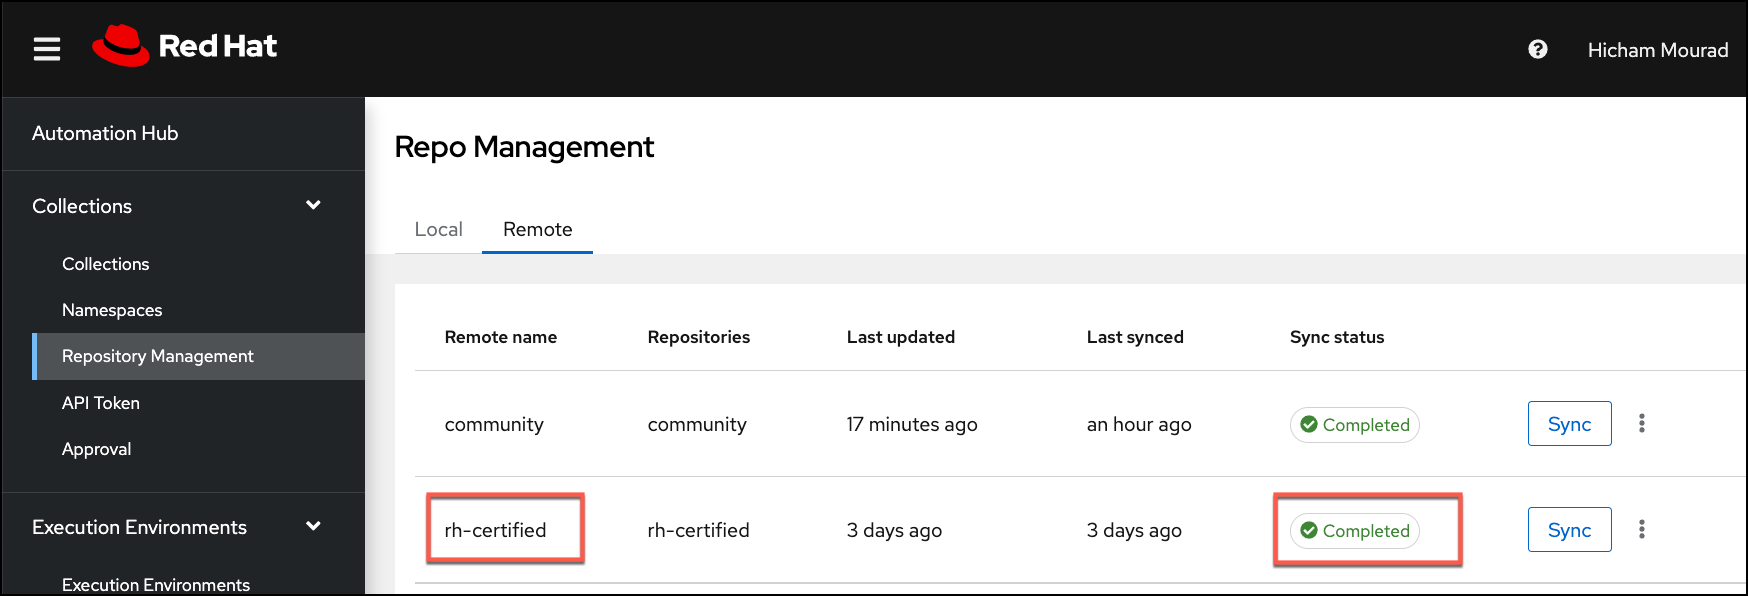 Red Hat
Hicham Mourad
Automation Hub
Collections
Collections
Namespaces
Repository Management
API Token
Approval
Execution Environments
Execution Environments
Repo Management
Local Remote
Remote name Repositories Last updated Last synced Sync status
community community 17 minutes ago an hour ago Completed Sync
rh-certified rh-certified 3 days ago 3 days ago Completed Sync